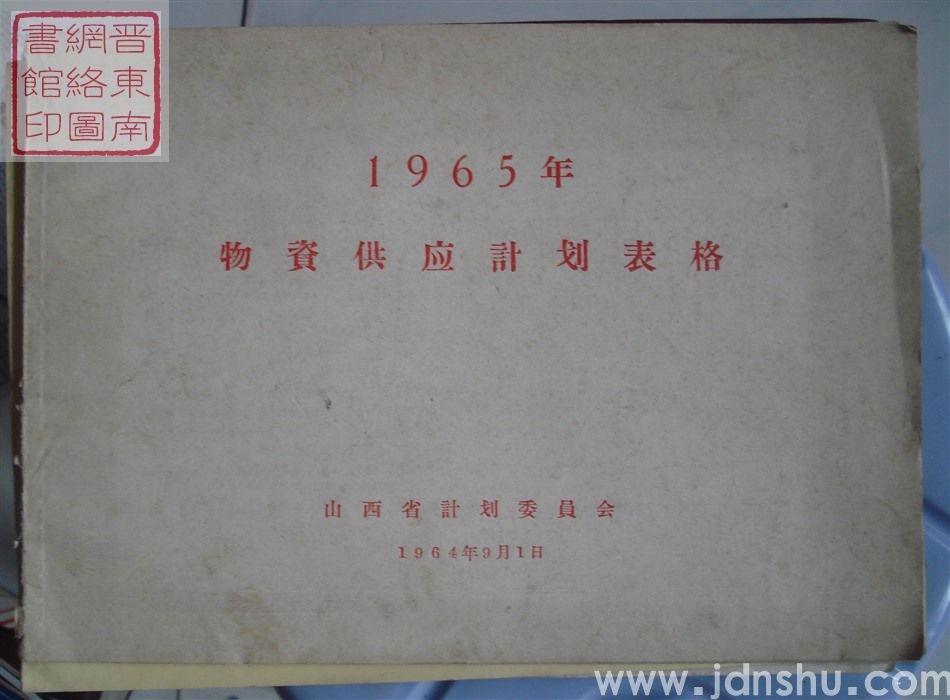 晋東南
網絡圖
書館印
1965年
物資供应計划表格
山西省計划委員会
1964年9月1日
www.jdnshu.com